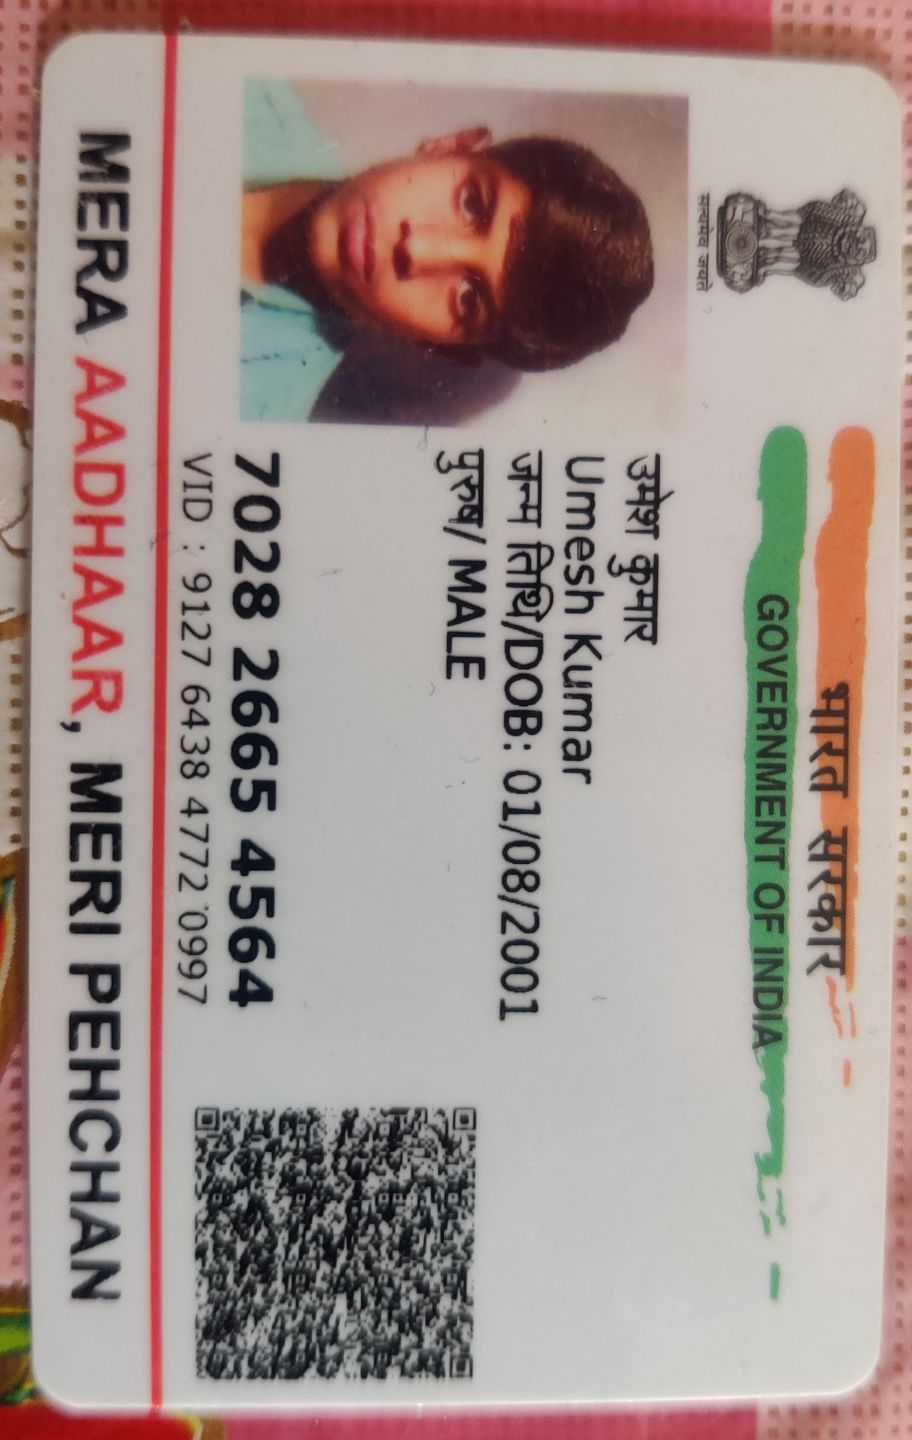 भारत सरकार
GOVERNMENT OF INDIA
सत्यमेव जयते
उमेश कुमार
Umesh Kumar
जन्म तिथि/DOB: 01/08/2001
पुरुष/ MALE
7028 2665 4564
VID : 9127 6438 4772 0997
MERA AADHAAR, MERI PEHCHAN